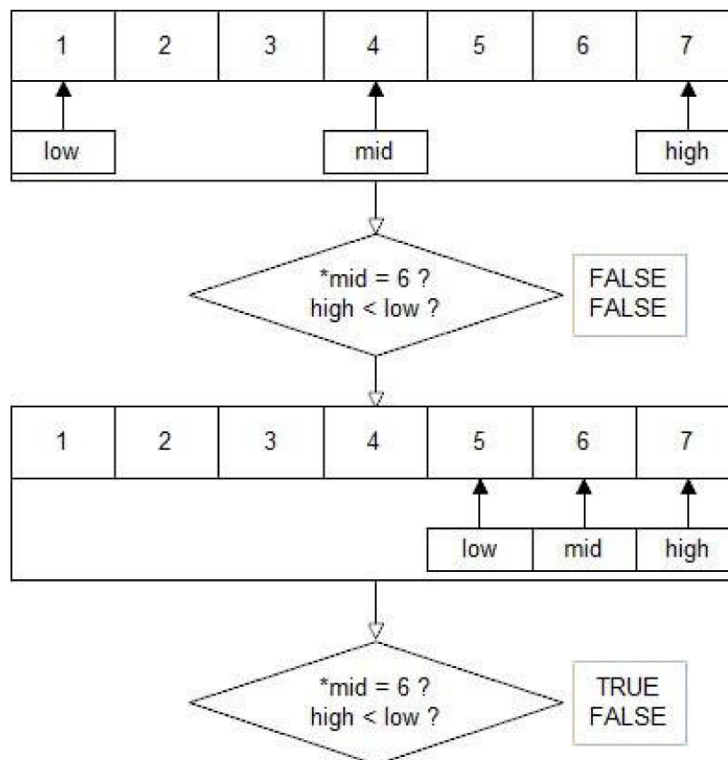 1 2 3 4 5 6 7
low mid high
*mid = 6 ?
high < low ?
FALSE
FALSE
1 2 3 4 5 6 7
low mid high
*mid = 6 ?
high < low ?
TRUE
FALSE